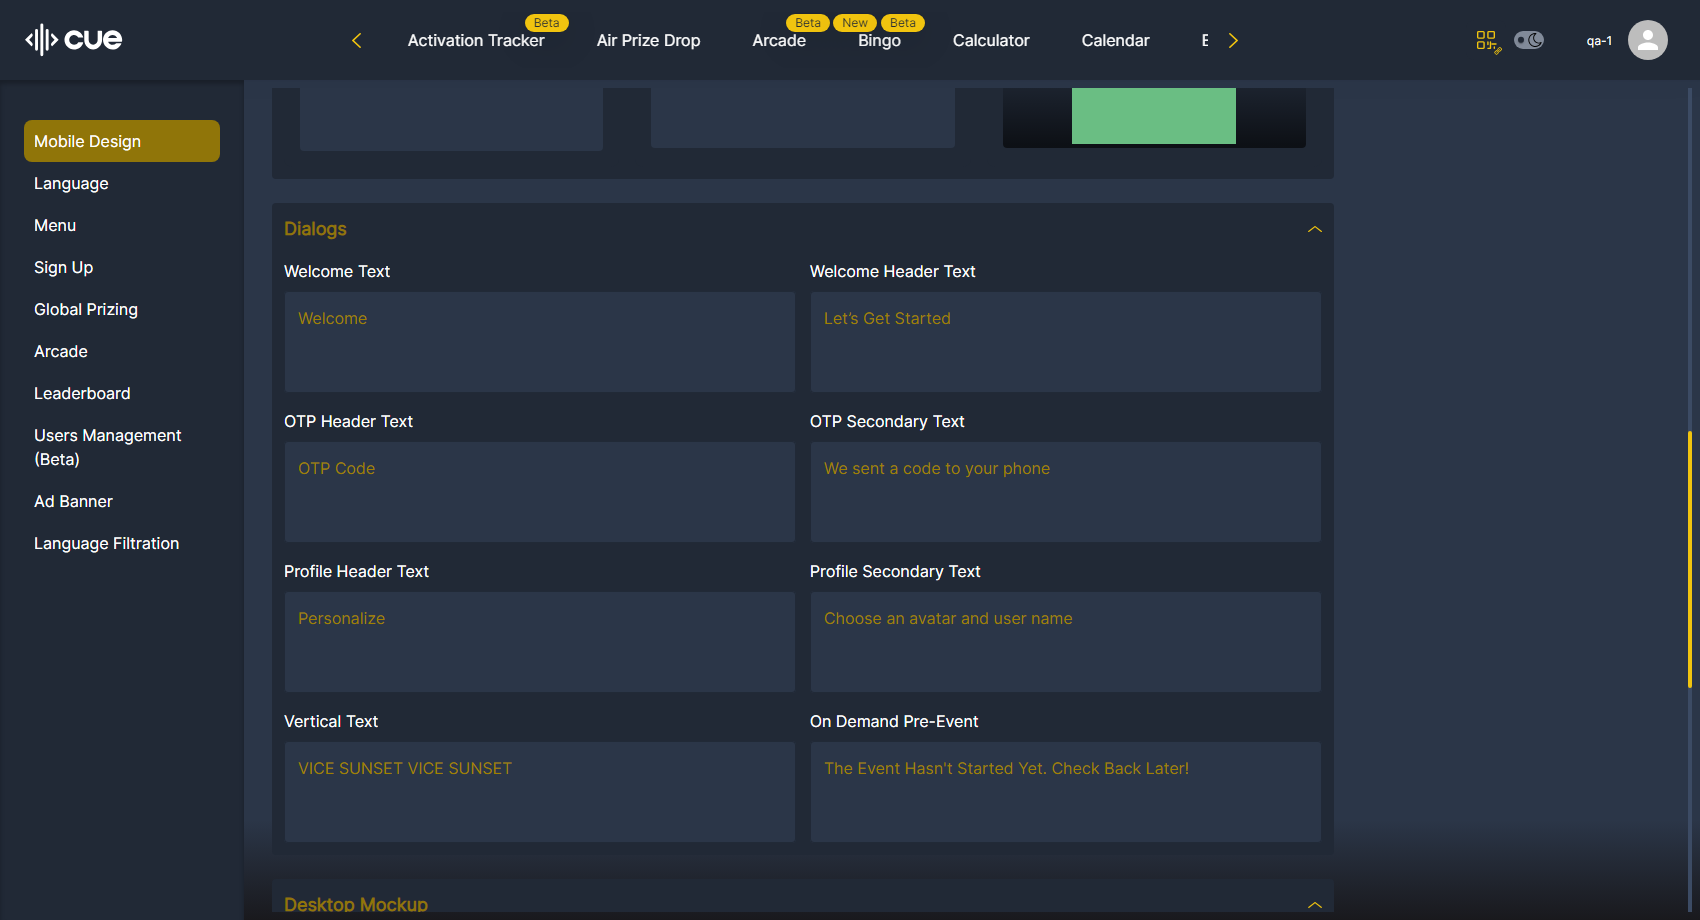 cue
Beta
Beta
New
Beta
Activation Tracker
Air Prize Drop
Arcade
Bingo
Calculator
Calendar
qa-1
Mobile Design
Language
Menu
Sign Up
Global Prizing
Arcade
Leaderboard
Users Management
(Beta)
Ad Banner
Language Filtration
Dialogs
Welcome Text
Welcome Header Text
Welcome
Let’s Get Started
OTP Header Text
OTP Secondary Text
OTP Code
We sent a code to your phone
Profile Header Text
Profile Secondary Text
Personalize
Choose an avatar and user name
Vertical Text
On Demand Pre-Event
VICE SUNSET VICE SUNSET
The Event Hasn't Started Yet. Check Back Later!
Desktop Mockup